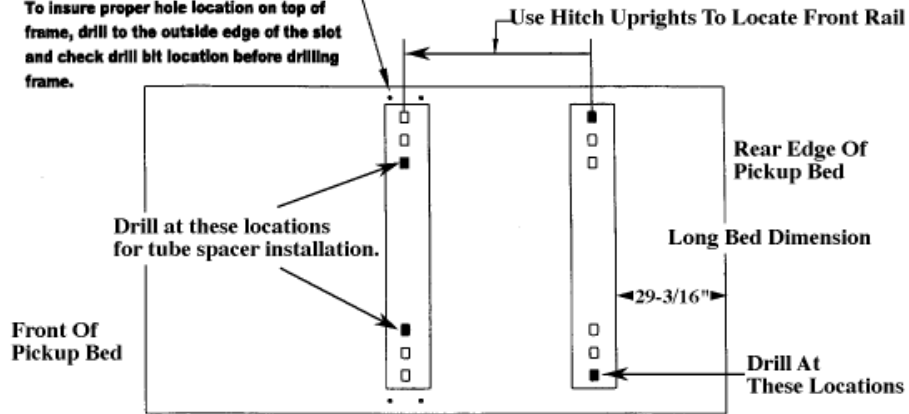 To insure proper hole location on top of
frame, drill to the outside edge of the slot
and check drill bit location before drilling
frame.
Use Hitch Uprights To Locate Front Rail
Rear Edge Of
Pickup Bed
Drill at these locations
for tube spacer installation.
Long Bed Dimension
29-3/16"
Front Of
Pickup Bed
Drill At
These Locations